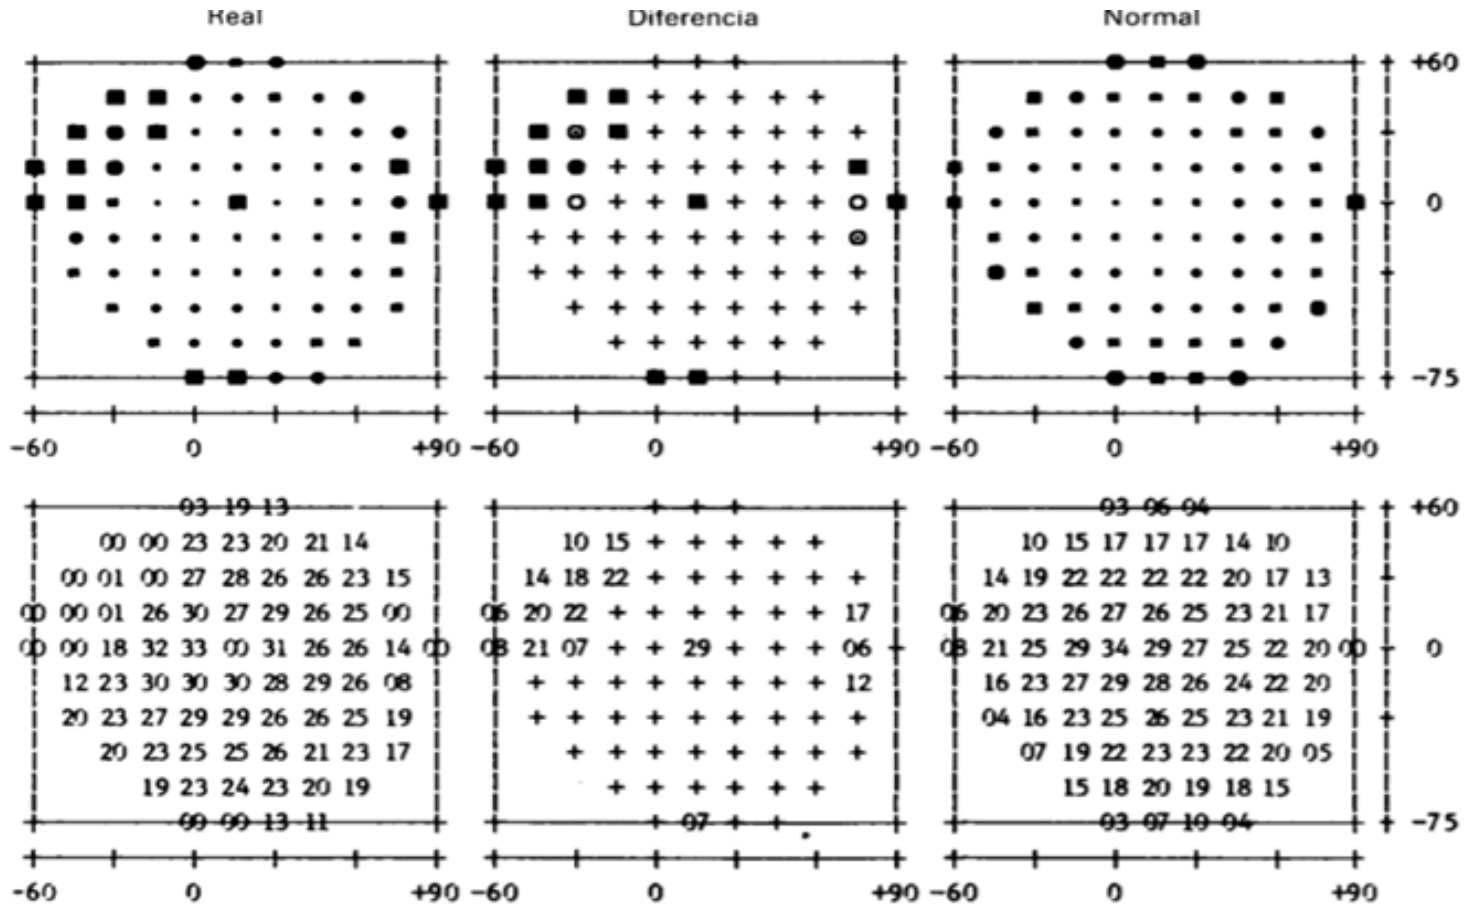 Real Diferencia Normal
+60
0
-75
-60 0 +90 -60 0 +90 -60 0 +90
03 19 13 03 06 04 +60
00 00 23 23 20 21 14 10 15 10 15 17 17 17 14 10
00 01 00 27 28 26 26 23 15 14 18 22 14 19 22 22 22 22 20 17 13
00 00 01 26 30 27 29 26 25 00 06 20 22 17 06 20 23 26 27 26 25 23 21 17
00 00 18 32 33 00 31 26 26 14 00 08 21 07 29 06 08 21 25 29 34 29 27 25 22 20 00 0
12 23 30 30 30 28 29 26 08 12 16 23 27 29 28 26 24 22 20
20 23 27 29 29 26 26 25 19 04 16 23 25 26 25 23 21 19
20 23 25 25 26 21 23 17 07 19 22 23 23 22 20 05
19 23 24 23 20 19 15 18 20 19 18 15
00 00 13 11 07 03 07 10 04 -75
-60 0 +90 -60 0 +90 -60 0 +90